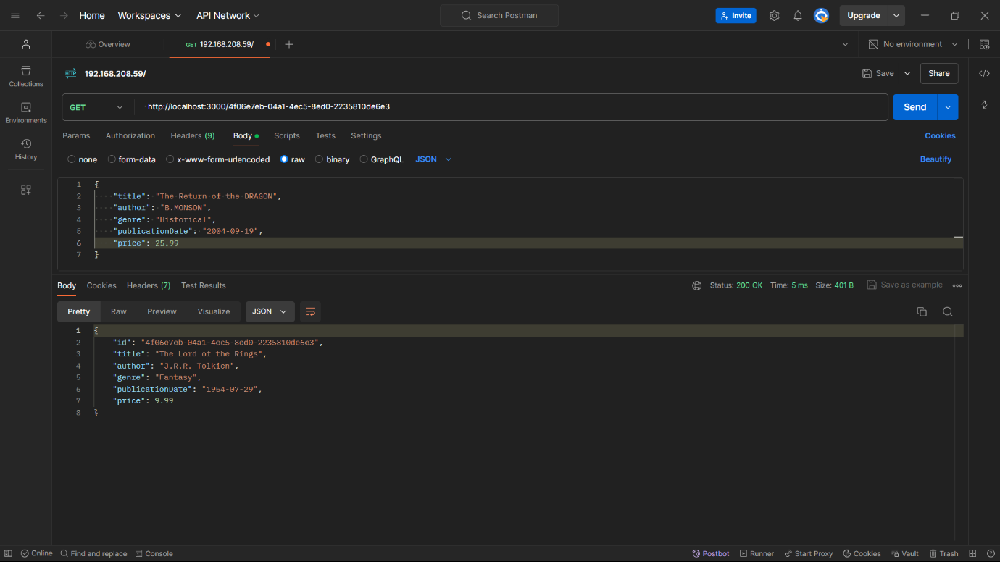 Home Workspaces API Network Search Postman Invite Upgrade
Overview GET 192.168.208.59/ No environment
HTTP 192.168.208.59/ Save Share
Collections
GET http://localhost:3000/4f06e7eb-04a1-4ec5-8ed0-2235810de6e3 Send
Environments
Params Authorization Headers (9) Body Scripts Tests Settings Cookies
History
none form-data x-www-form-urlencoded raw binary GraphQL JSON Beautify
1 {
2 "title": "The Return of the DRAGON",
3 "author": "B.MONSON",
4 "genre": "Historical",
5 "publicationDate": "2004-09-19",
6 "price": 25.99
7 }
Body Cookies Headers (7) Test Results Status: 200 OK Time: 5 ms Size: 401 B Save as example
Pretty Raw Preview Visualize JSON
1 {
2 "id": "4f06e7eb-04a1-4ec5-8ed0-2235810de6e3",
3 "title": "The Lord of the Rings",
4 "author": "J.R.R. Tolkien",
5 "genre": "Fantasy",
6 "publicationDate": "1954-07-29",
7 "price": 9.99
8 }
Online Find and replace Console Postbot Runner Start Proxy Cookies Vault Trash